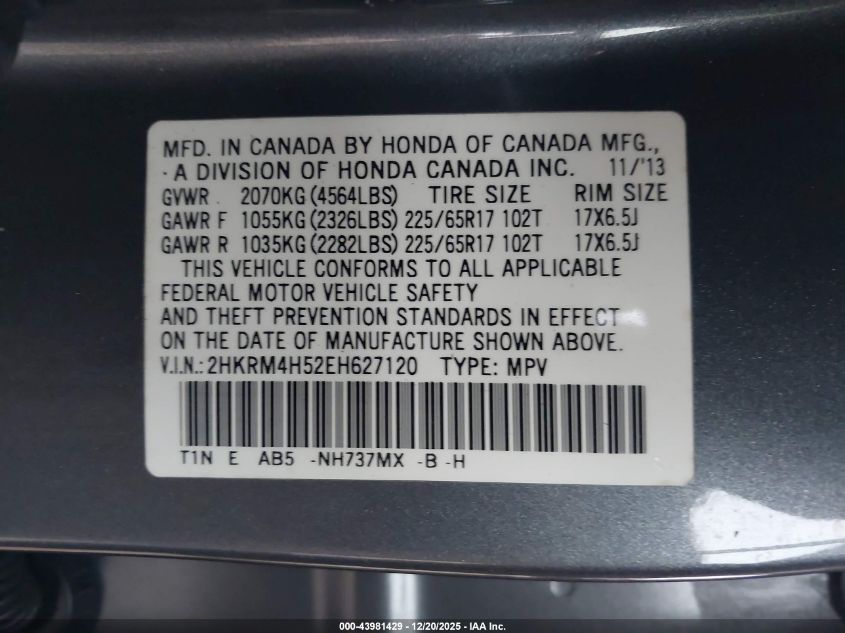 MFD. IN CANADA BY HONDA OF CANADA MFG.,
A DIVISION OF HONDA CANADA INC. 11/'13
GVWR 2070KG (4564LBS) TIRE SIZE RIM SIZE
GAWR F 1055KG (2326LBS) 225/65R17 102T 17X6.5J
GAWR R 1035KG (2282LBS) 225/65R17 102T 17X6.5J
THIS VEHICLE CONFORMS TO ALL APPLICABLE
FEDERAL MOTOR VEHICLE SAFETY
AND THEFT PREVENTION STANDARDS IN EFFECT
ON THE DATE OF MANUFACTURE SHOWN ABOVE.
V.I.N.: 2HKRM4H52EH627120 TYPE: MPV
T1N E AB5 -NH737MX -B -H
000-43981429 - 12/20/2025 - IAA Inc.